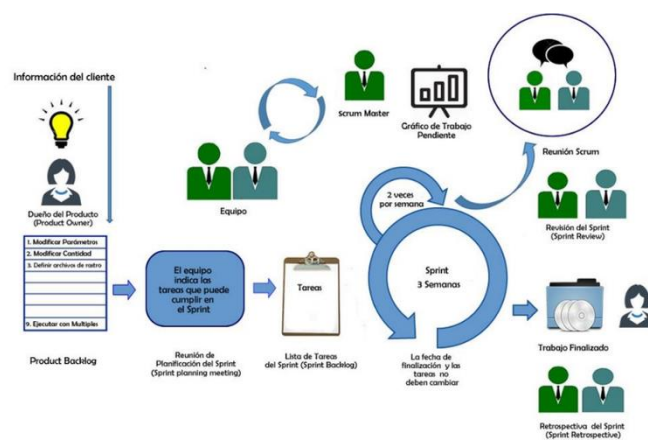 Información del cliente
Dueño del Producto
(Product Owner)
1. Modificar Parámetros
2. Modificar Cantidad
3. Definir archivos de rastro
9. Ejecutar con Multiples
Product Backlog
Equipo
Scrum Master
Gráfico de Trabajo
Pendiente
Reunión Scrum
El equipo
indica las
tareas que puede
cumplir en
el Sprint
Reunión de
Planificación del Sprint
(Sprint planning meeting)
Tareas
Lista de Tareas
del Sprint (Sprint Backlog)
2 veces
por semana
Sprint
3 Semanas
La fecha de
finalización y las
tareas no
deben cambiar
Revisión del Sprint
(Sprint Review)
Trabajo Finalizado
Retrospectiva del Sprint
(Sprint Retrospective)